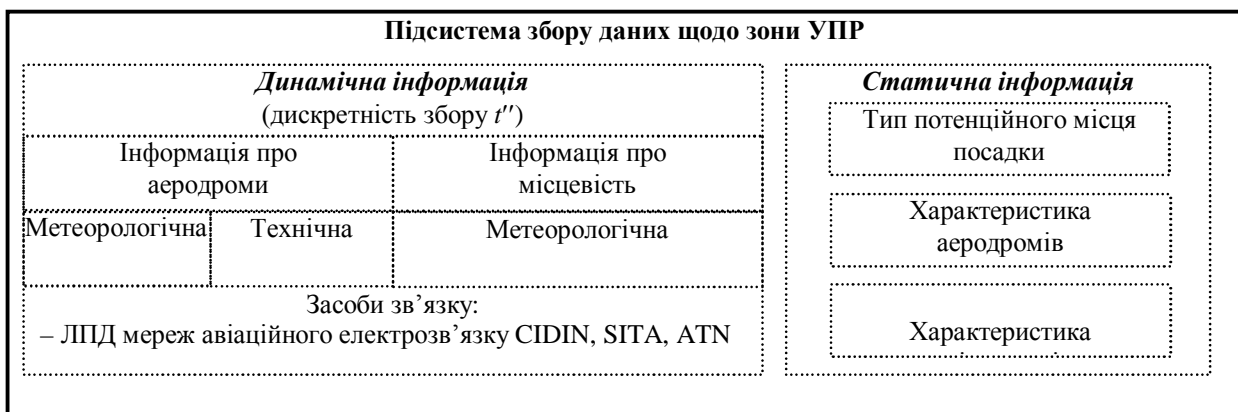 Підсистема збору даних щодо зони УПР
Динамічна інформація
(дискретність збору t″)
Інформація про
аеродроми
Інформація про
місцевість
Метеорологічна
Технічна
Метеорологічна
Засоби зв’язку:
– ЛПД мереж авіаційного електрозв’язку CIDIN, SITA, ATN
Статична інформація
Тип потенційного місця
посадки
Характеристика
аеродромів
Характеристика